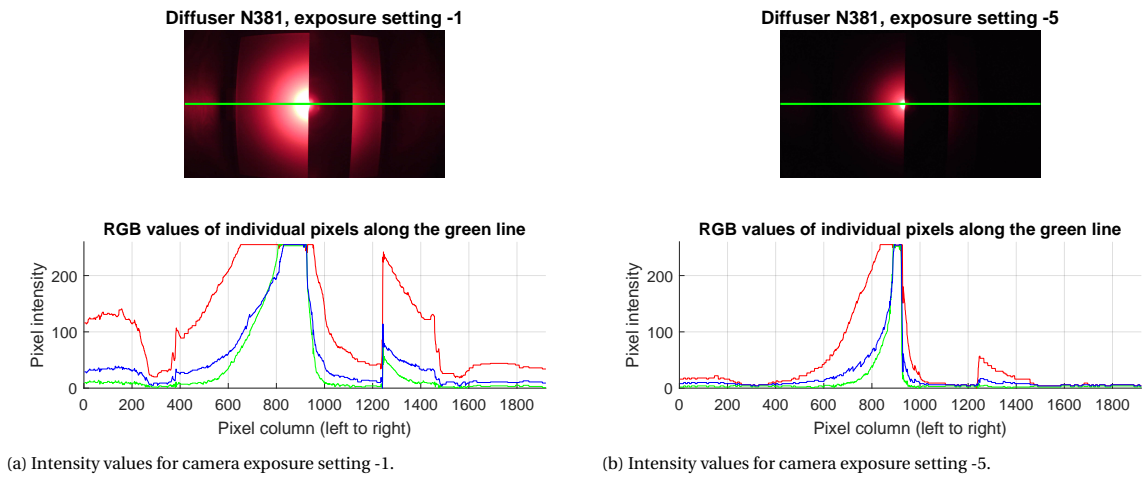 Diffuser N381, exposure setting -1
RGB values of individual pixels along the green line
Pixel intensity
200
100
0
0 200 400 600 800 1000 1200 1400 1600 1800
Pixel column (left to right)
(a) Intensity values for camera exposure setting -1.
Diffuser N381, exposure setting -5
RGB values of individual pixels along the green line
Pixel intensity
200
100
0
0 200 400 600 800 1000 1200 1400 1600 1800
Pixel column (left to right)
(b) Intensity values for camera exposure setting -5.